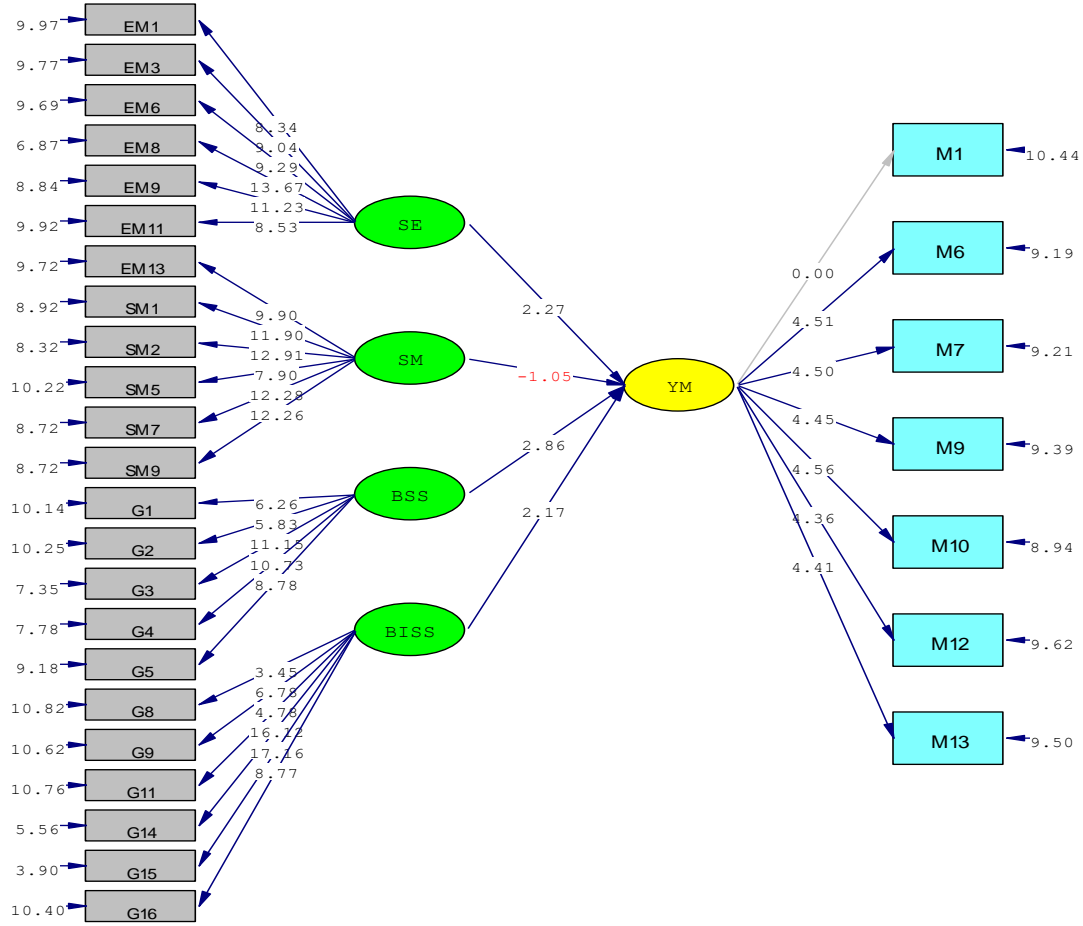 9.97 EM1
9.77 EM3
9.69 EM6
6.87 EM8
8.84 EM9
9.92 EM11
9.72 EM13
8.92 SM1
8.32 SM2
10.22 SM5
8.72 SM7
8.72 SM9
10.14 G1
10.25 G2
7.35 G3
7.78 G4
9.18 G5
10.82 G8
10.62 G9
10.76 G11
5.56 G14
3.90 G15
10.40 G16
8.34
9.04
9.29
13.67
11.23
8.53
9.90
11.90
12.91
7.90
12.28
12.26
6.26
5.83
11.15
10.73
8.78
3.45
6.78
4.78
16.12
17.16
8.77
SE
SM
BSS
BISS
2.27
-1.05
2.86
2.17
YM
0.00
4.51
4.50
4.45
4.56
4.36
4.41
M1 10.44
M6 9.19
M7 9.21
M9 9.39
M10 8.94
M12 9.62
M13 9.50